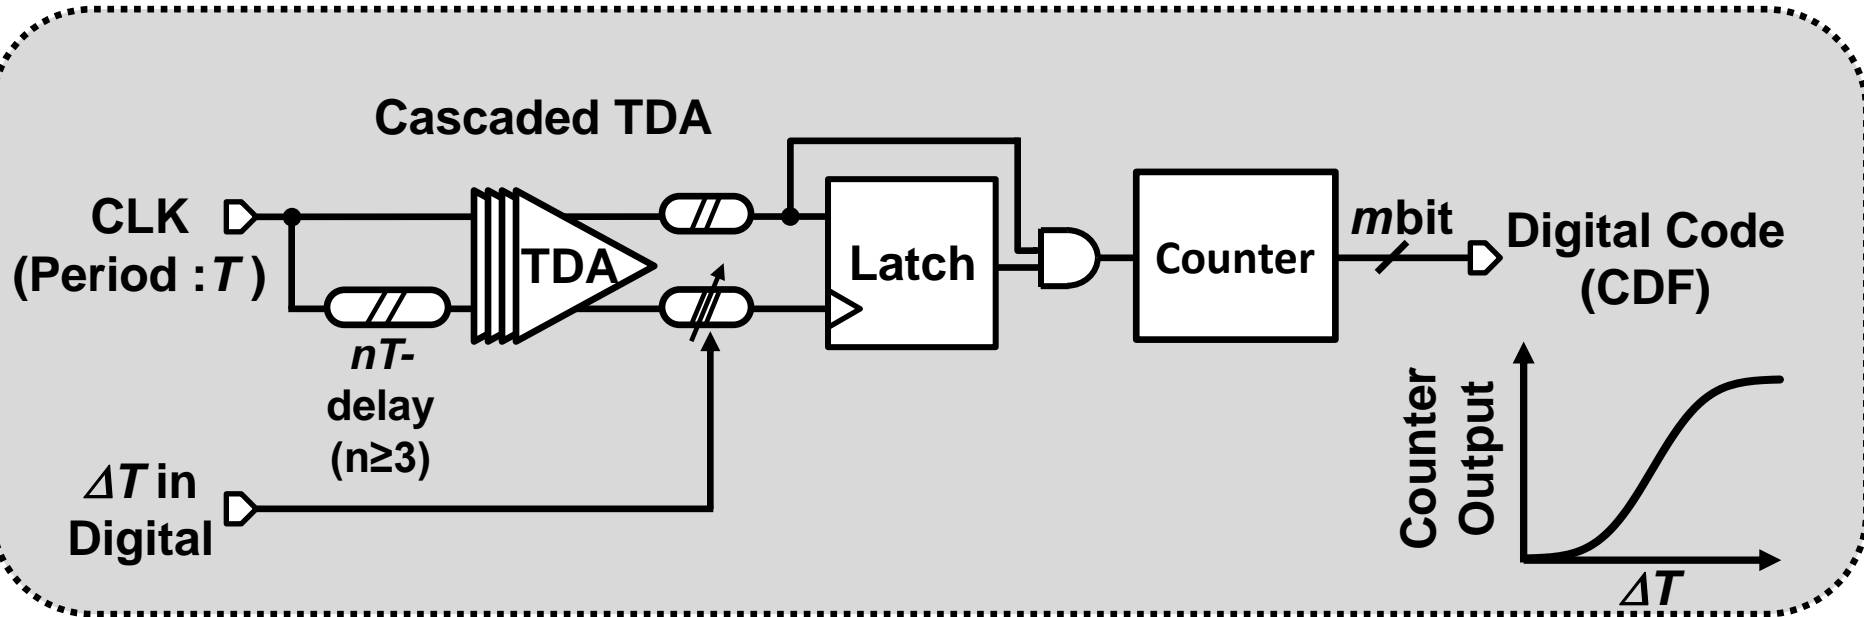 Cascaded TDA
CLK
(Period : T )
TDA
Latch
Counter
mbit
Digital Code
(CDF)
nT-
delay
(n≥3)
ΔT in
Digital
Counter
Output
ΔT